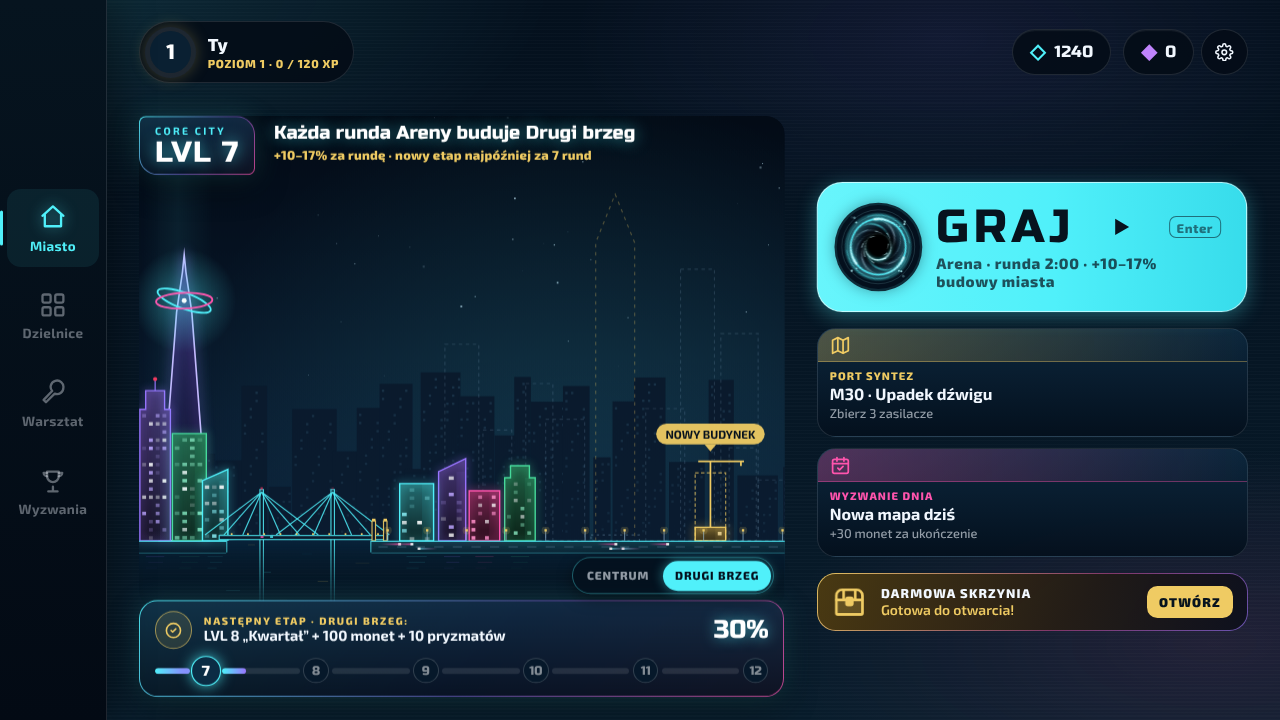 1
Ty
POZIOM 1 · 0 / 120 XP
1240
0
CORE CITY
LVL 7
Każda runda Areny buduje Drugi brzeg
+10–17% za rundę · nowy etap najpóźniej za 7 rund
Miasto
Dzielnice
Warsztat
Wyzwania
NOWY BUDYNEK
CENTRUM
DRUGI BRZEG
NASTĘPNY ETAP · DRUGI BRZEG:
LVL 8 „Kwartał” + 100 monet + 10 pryzmatów
30%
7
8
9
10
11
12
GRAJ
Enter
Arena · runda 2:00 · +10–17%
budowy miasta
PORT SYNTEZ
M30 · Upadek dźwigu
Zbierz 3 zasilacze
WYZWANIE DNIA
Nowa mapa dziś
+30 monet za ukończenie
DARMOWA SKRZYNIA
Gotowa do otwarcia!
OTWÓRZ